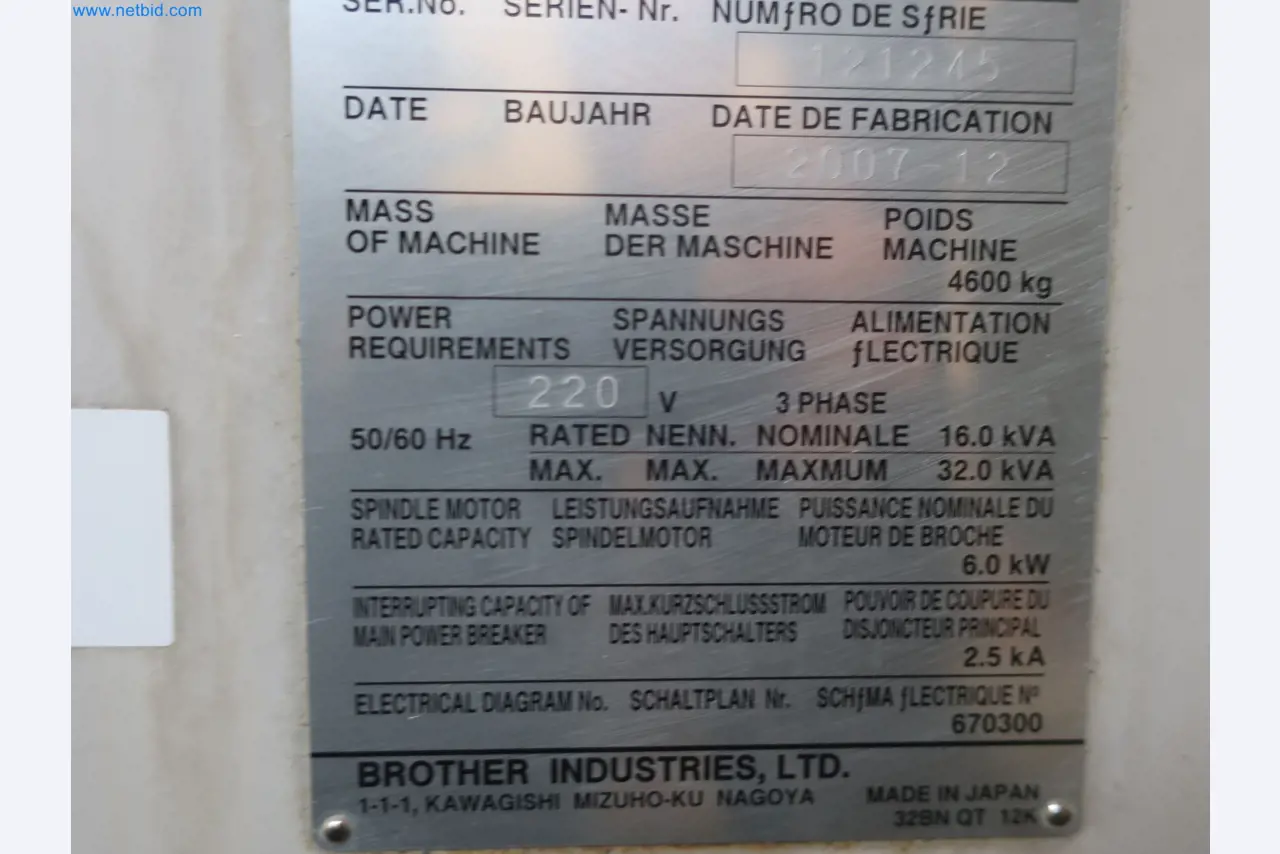 www.netbid.com
SER.No. SERIEN- Nr. NUMƒRO DE SƒRIE
121245
DATE BAUJAHR DATE DE FABRICATION
2007-12
MASS MASSE POIDS
OF MACHINE DER MASCHINE MACHINE
4600 kg
POWER SPANNUNGS ALIMENTATION
REQUIREMENTS VERSORGUNG ƒLECTRIQUE
220 V 3 PHASE
50/60 Hz RATED NENN. NOMINALE 16.0 kVA
MAX. MAX. MAXMUM 32.0 kVA
SPINDLE MOTOR LEISTUNGSAUFNAHME PUISSANCE NOMINALE DU
RATED CAPACITY SPINDELMOTOR MOTEUR DE BROCHE
6.0 kW
INTERRUPTING CAPACITY OF MAX.KURZSCHLUSSSTROM POUVOIR DE COUPURE DU
MAIN POWER BREAKER DES HAUPTSCHALTERS DISJONCTEUR PRINCIPAL
2.5 kA
ELECTRICAL DIAGRAM No. SCHALTPLAN Nr. SCHƒMA ƒLECTRIQUE Nº
670300
BROTHER INDUSTRIES, LTD.
1-1-1, KAWAGISHI MIZUHO-KU NAGOYA MADE IN JAPAN
32BN QT 12K